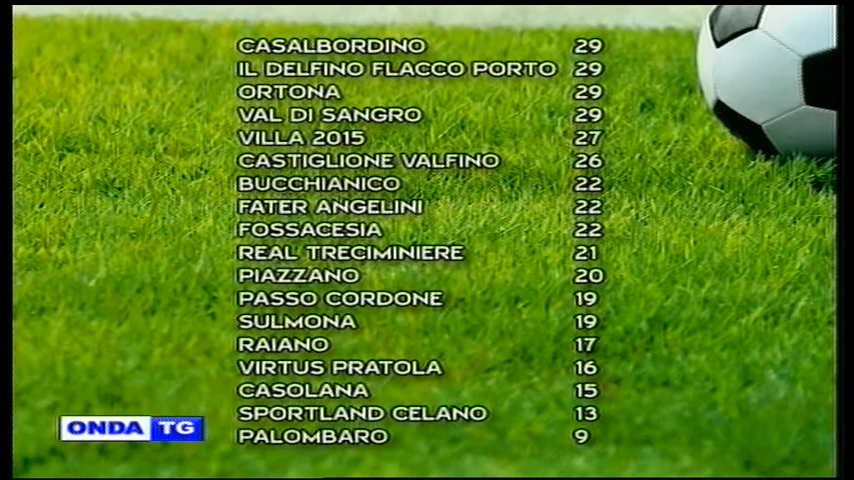 CASALBORDINO 29
IL DELFINO FLACCO PORTO 29
ORTONA 29
VAL DI SANGRO 29
VILLA 2015 27
CASTIGLIONE VALFINO 26
BUCCHIANICO 22
FATER ANGELINI 22
FOSSACESIA 22
REAL TRECIMINIERE 21
PIAZZANO 20
PASSO CORDONE 19
SULMONA 19
RAIANO 17
VIRTUS PRATOLA 16
CASOLANA 15
SPORTLAND CELANO 13
PALOMBARO 9
ONDA TG